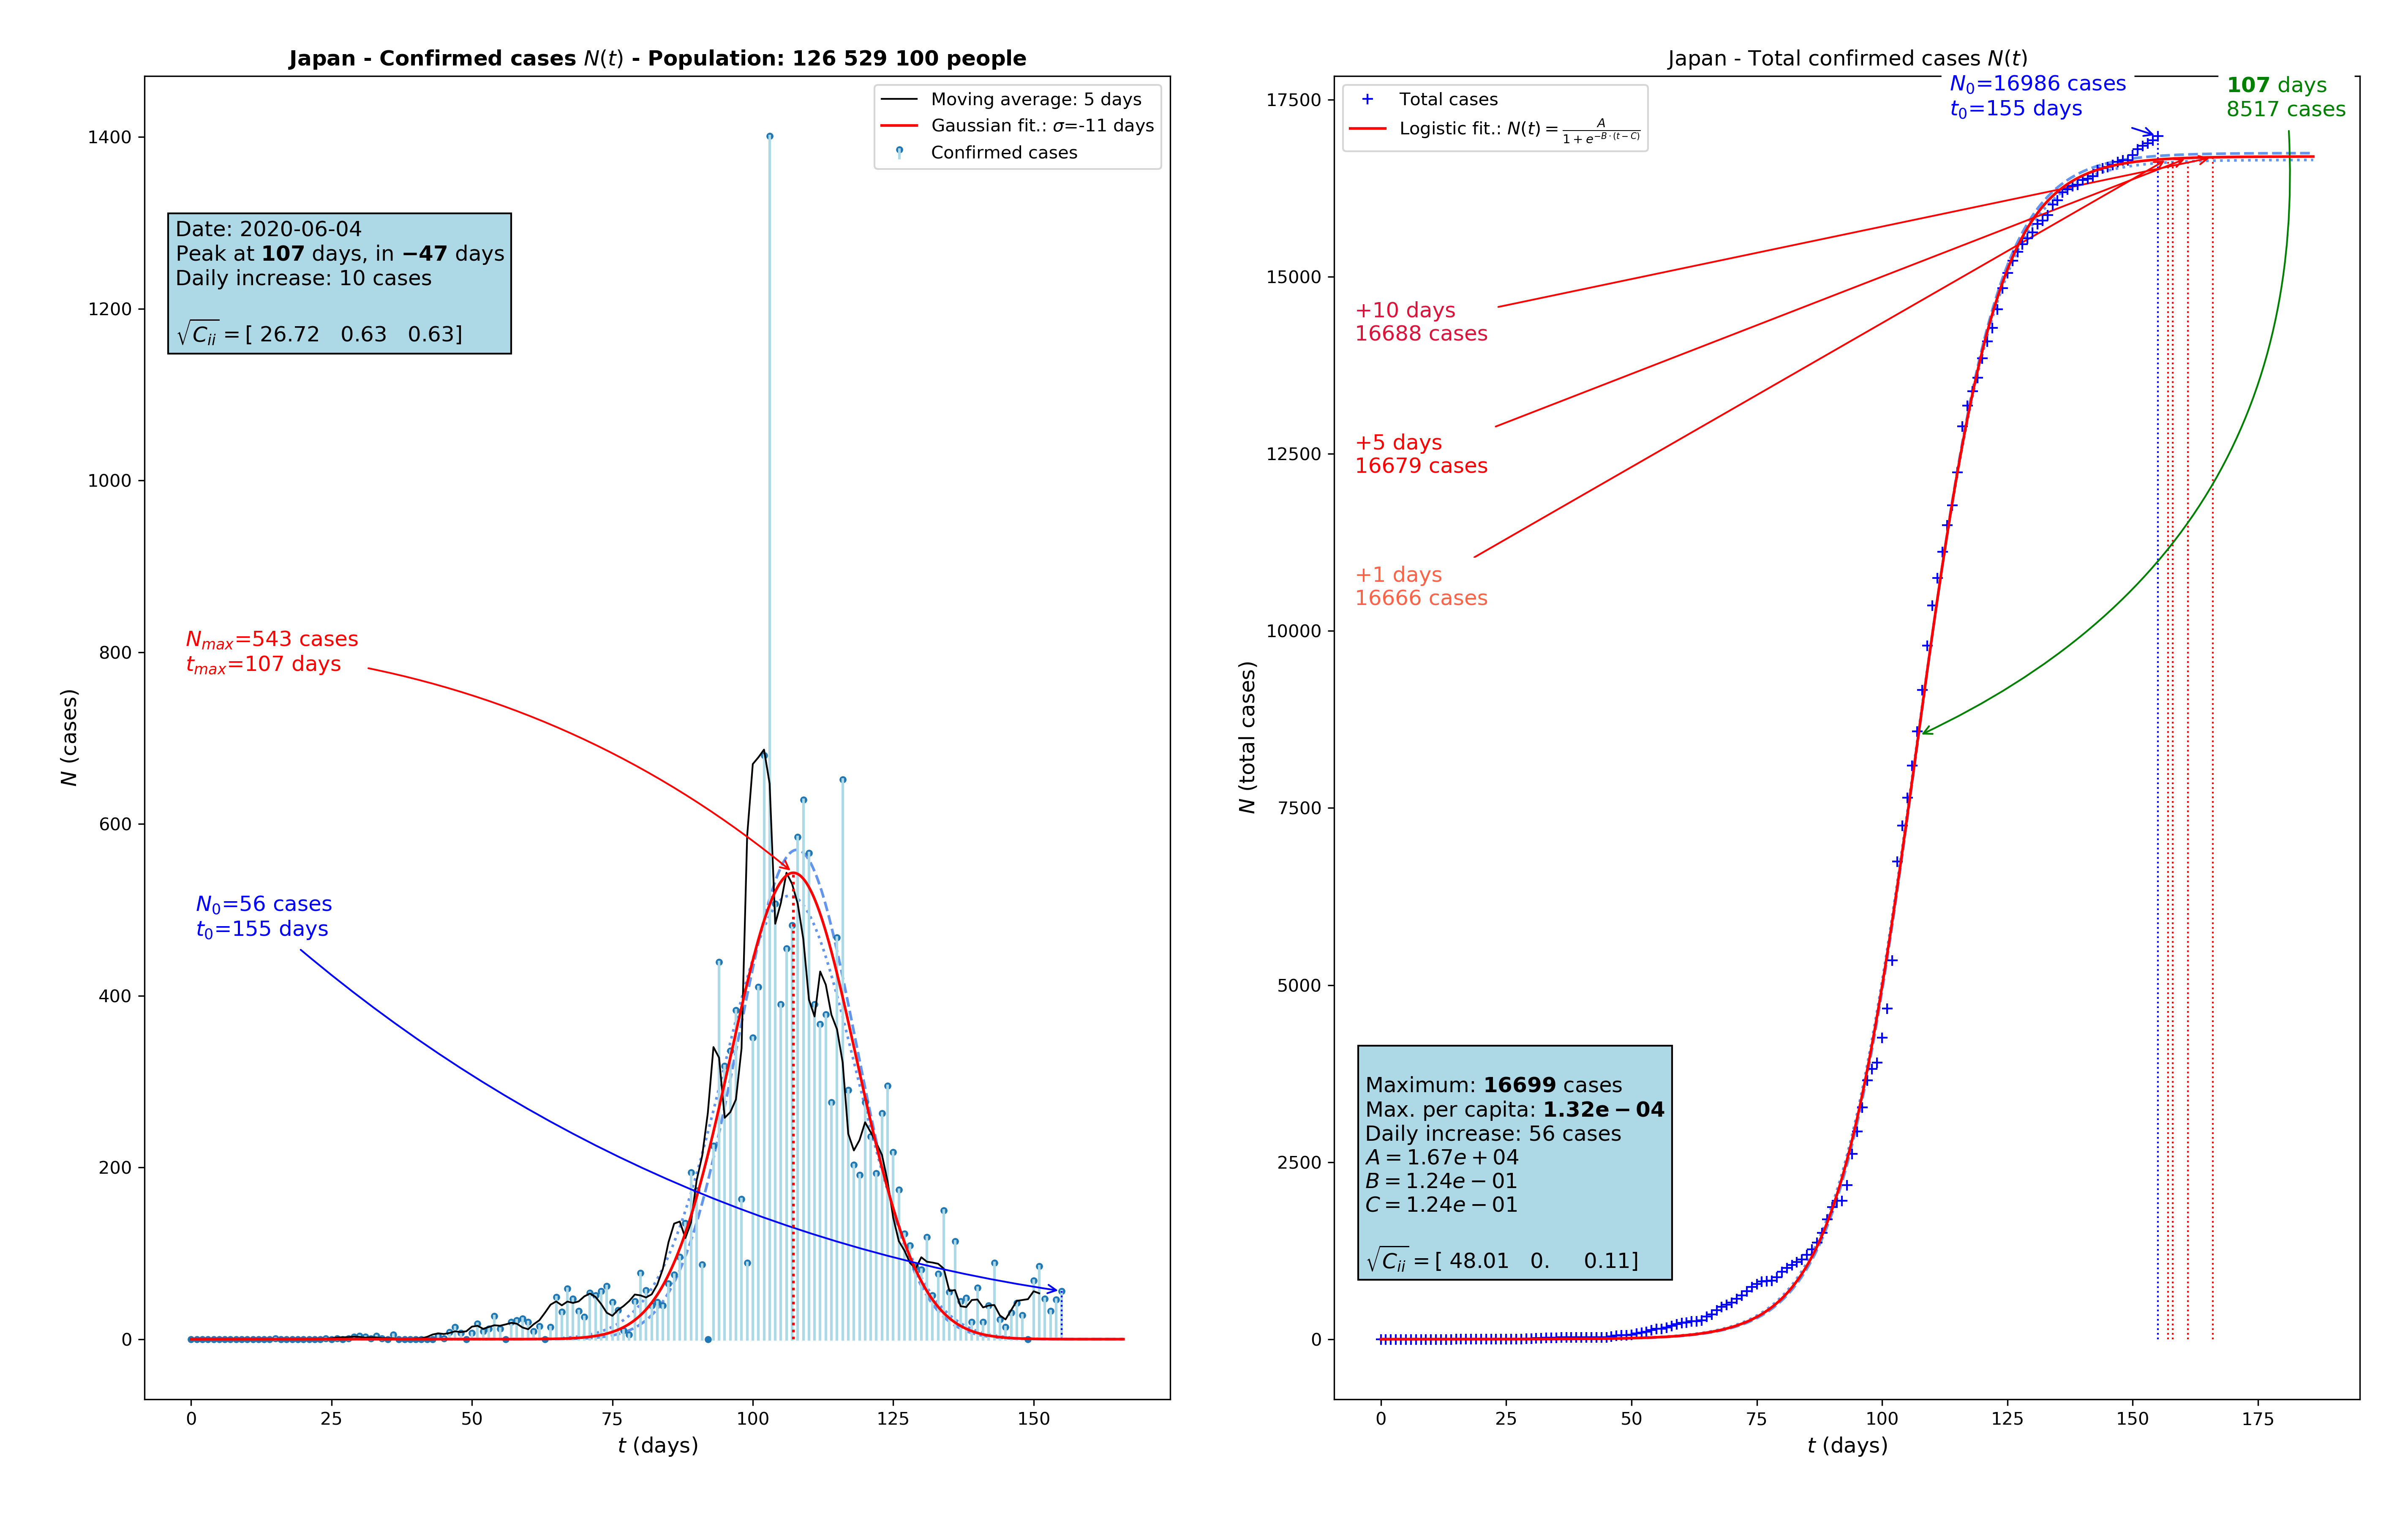 Japan - Confirmed cases N(t) - Population: 126 529 100 people
Moving average: 5 days
Gaussian fit.: σ=-11 days
Confirmed cases
Date: 2020-06-04
Peak at 107 days, in −47 days
Daily increase: 10 cases
√C_ii = [ 26.72 0.63 0.63]
N_max=543 cases
t_max=107 days
N_0=56 cases
t_0=155 days
N (cases)
1400
1200
1000
800
600
400
200
0
0 25 50 75 100 125 150
t (days)
Japan - Total confirmed cases N(t)
Total cases
Logistic fit.: N(t) = A / (1 + e^{−B·(t−C)})
N_0=16986 cases
t_0=155 days
107 days
8517 cases
+10 days
16688 cases
+5 days
16679 cases
+1 days
16666 cases
Maximum: 16699 cases
Max. per capita: 1.32e − 04
Daily increase: 56 cases
A = 1.67e + 04
B = 1.24e − 01
C = 1.24e − 01
√C_ii = [ 48.01 0. 0.11]
N (total cases)
17500
15000
12500
10000
7500
5000
2500
0
0 25 50 75 100 125 150 175
t (days)